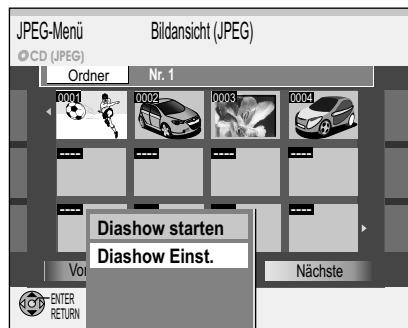 JPEG-Menü Bildansicht (JPEG)
CD (JPEG)
Ordner Nr. 1
0001 0002 0003 0004
---- ---- ---- ----
---- ----
Diashow starten
Diashow Einst.
Vor Nächste
ENTER
RETURN